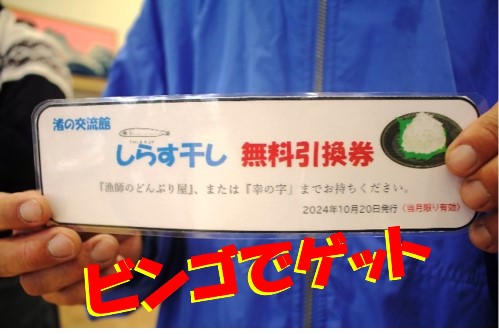 渚の交流館
しらす干し 無料引換券
『漁師のどんぶり屋』、または『幸の字』までお持ちください。
2024年10月20日発行《当月限り有効》
ビンゴでゲット